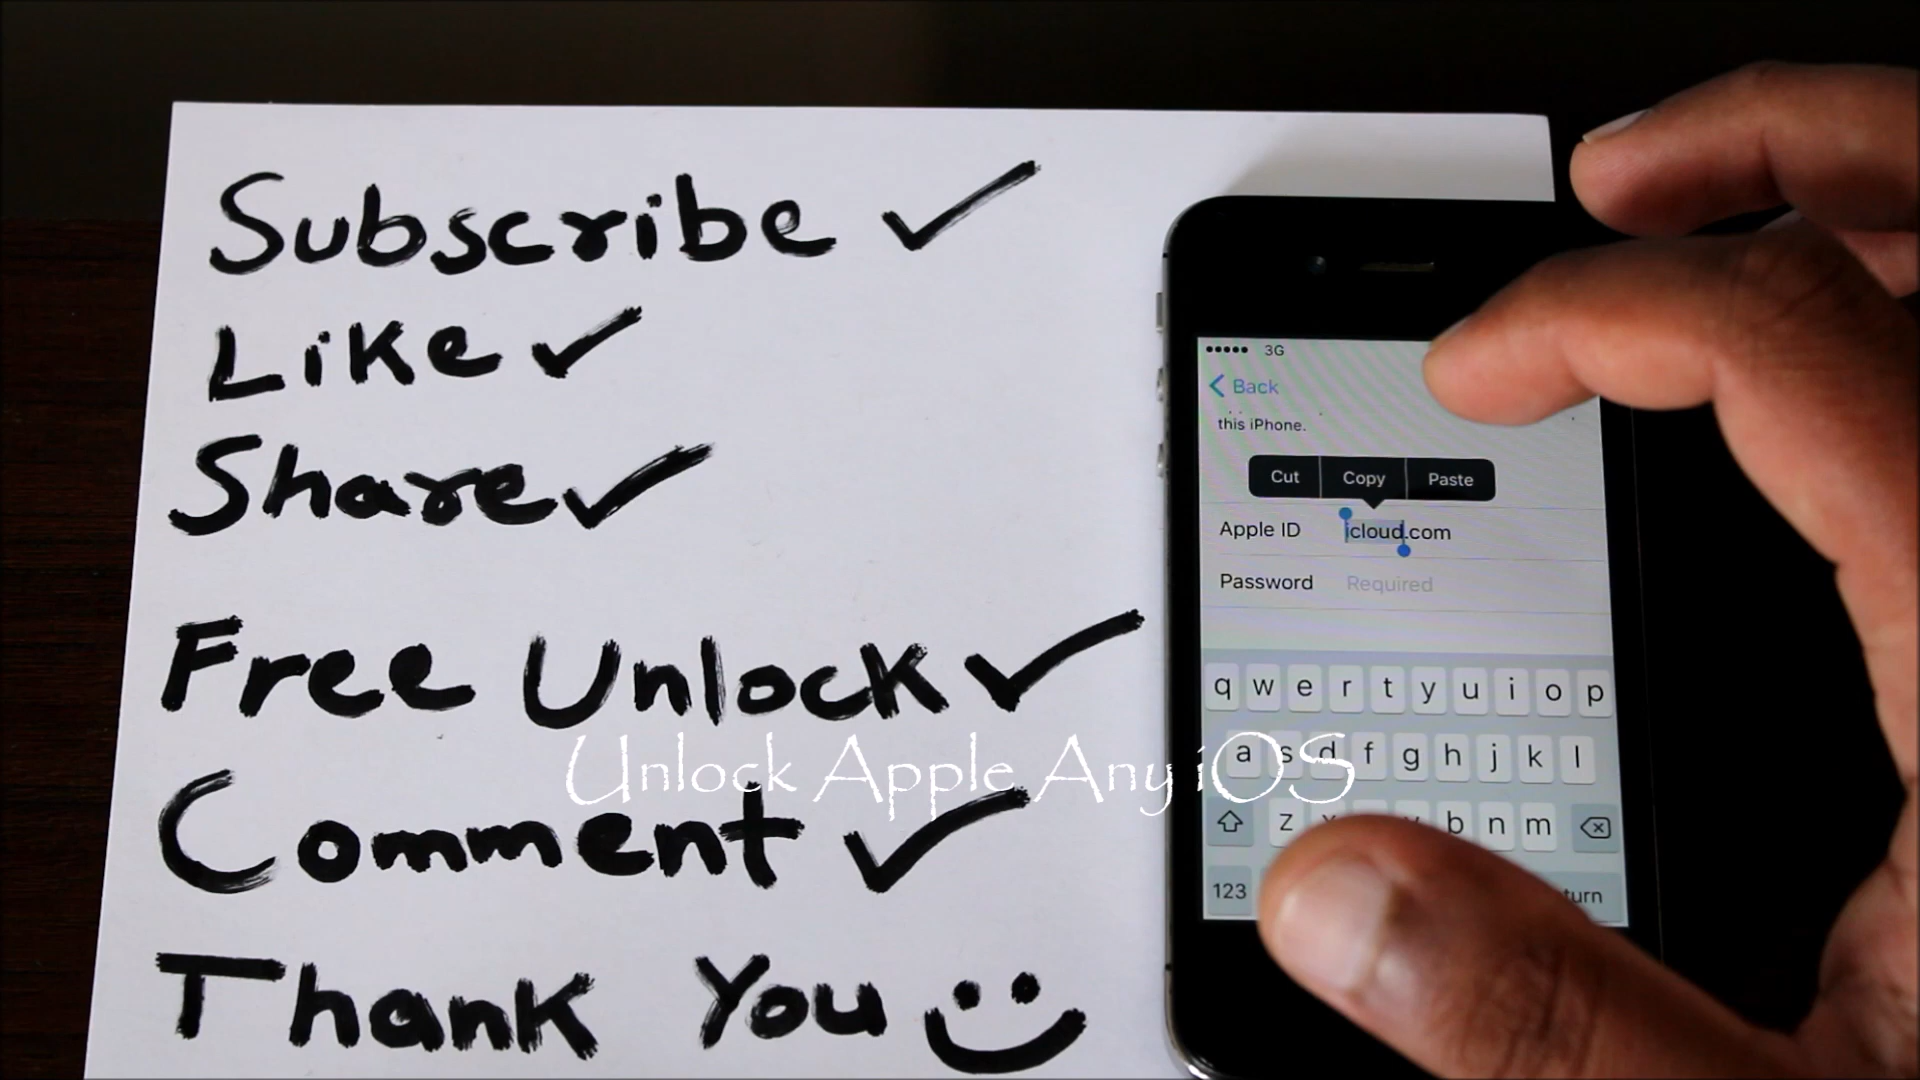 Subscribe ✓
Like ✓
Share ✓
Free Unlock ✓
Comment ✓
Thank You
Unlock Apple Any iOS
3G
Back
this iPhone.
Cut Copy Paste
Apple ID icloud.com
Password Required
q w e r t y u i o p
a s d f g h j k l
z b n m
123